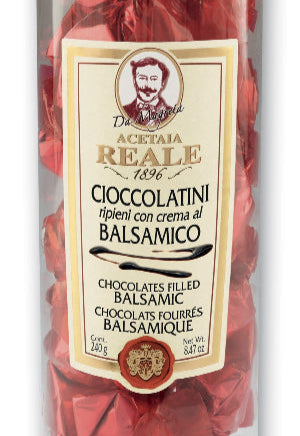 Da Modena
ACETAIA
REALE
1896
CIOCCOLATINI
ripieni con crema al
BALSAMICO
CHOCOLATES FILLED
BALSAMIC
CHOCOLATS FOURRÉS
BALSAMIQUE
Cont. 240 g
Net Wt. 8.47 oz